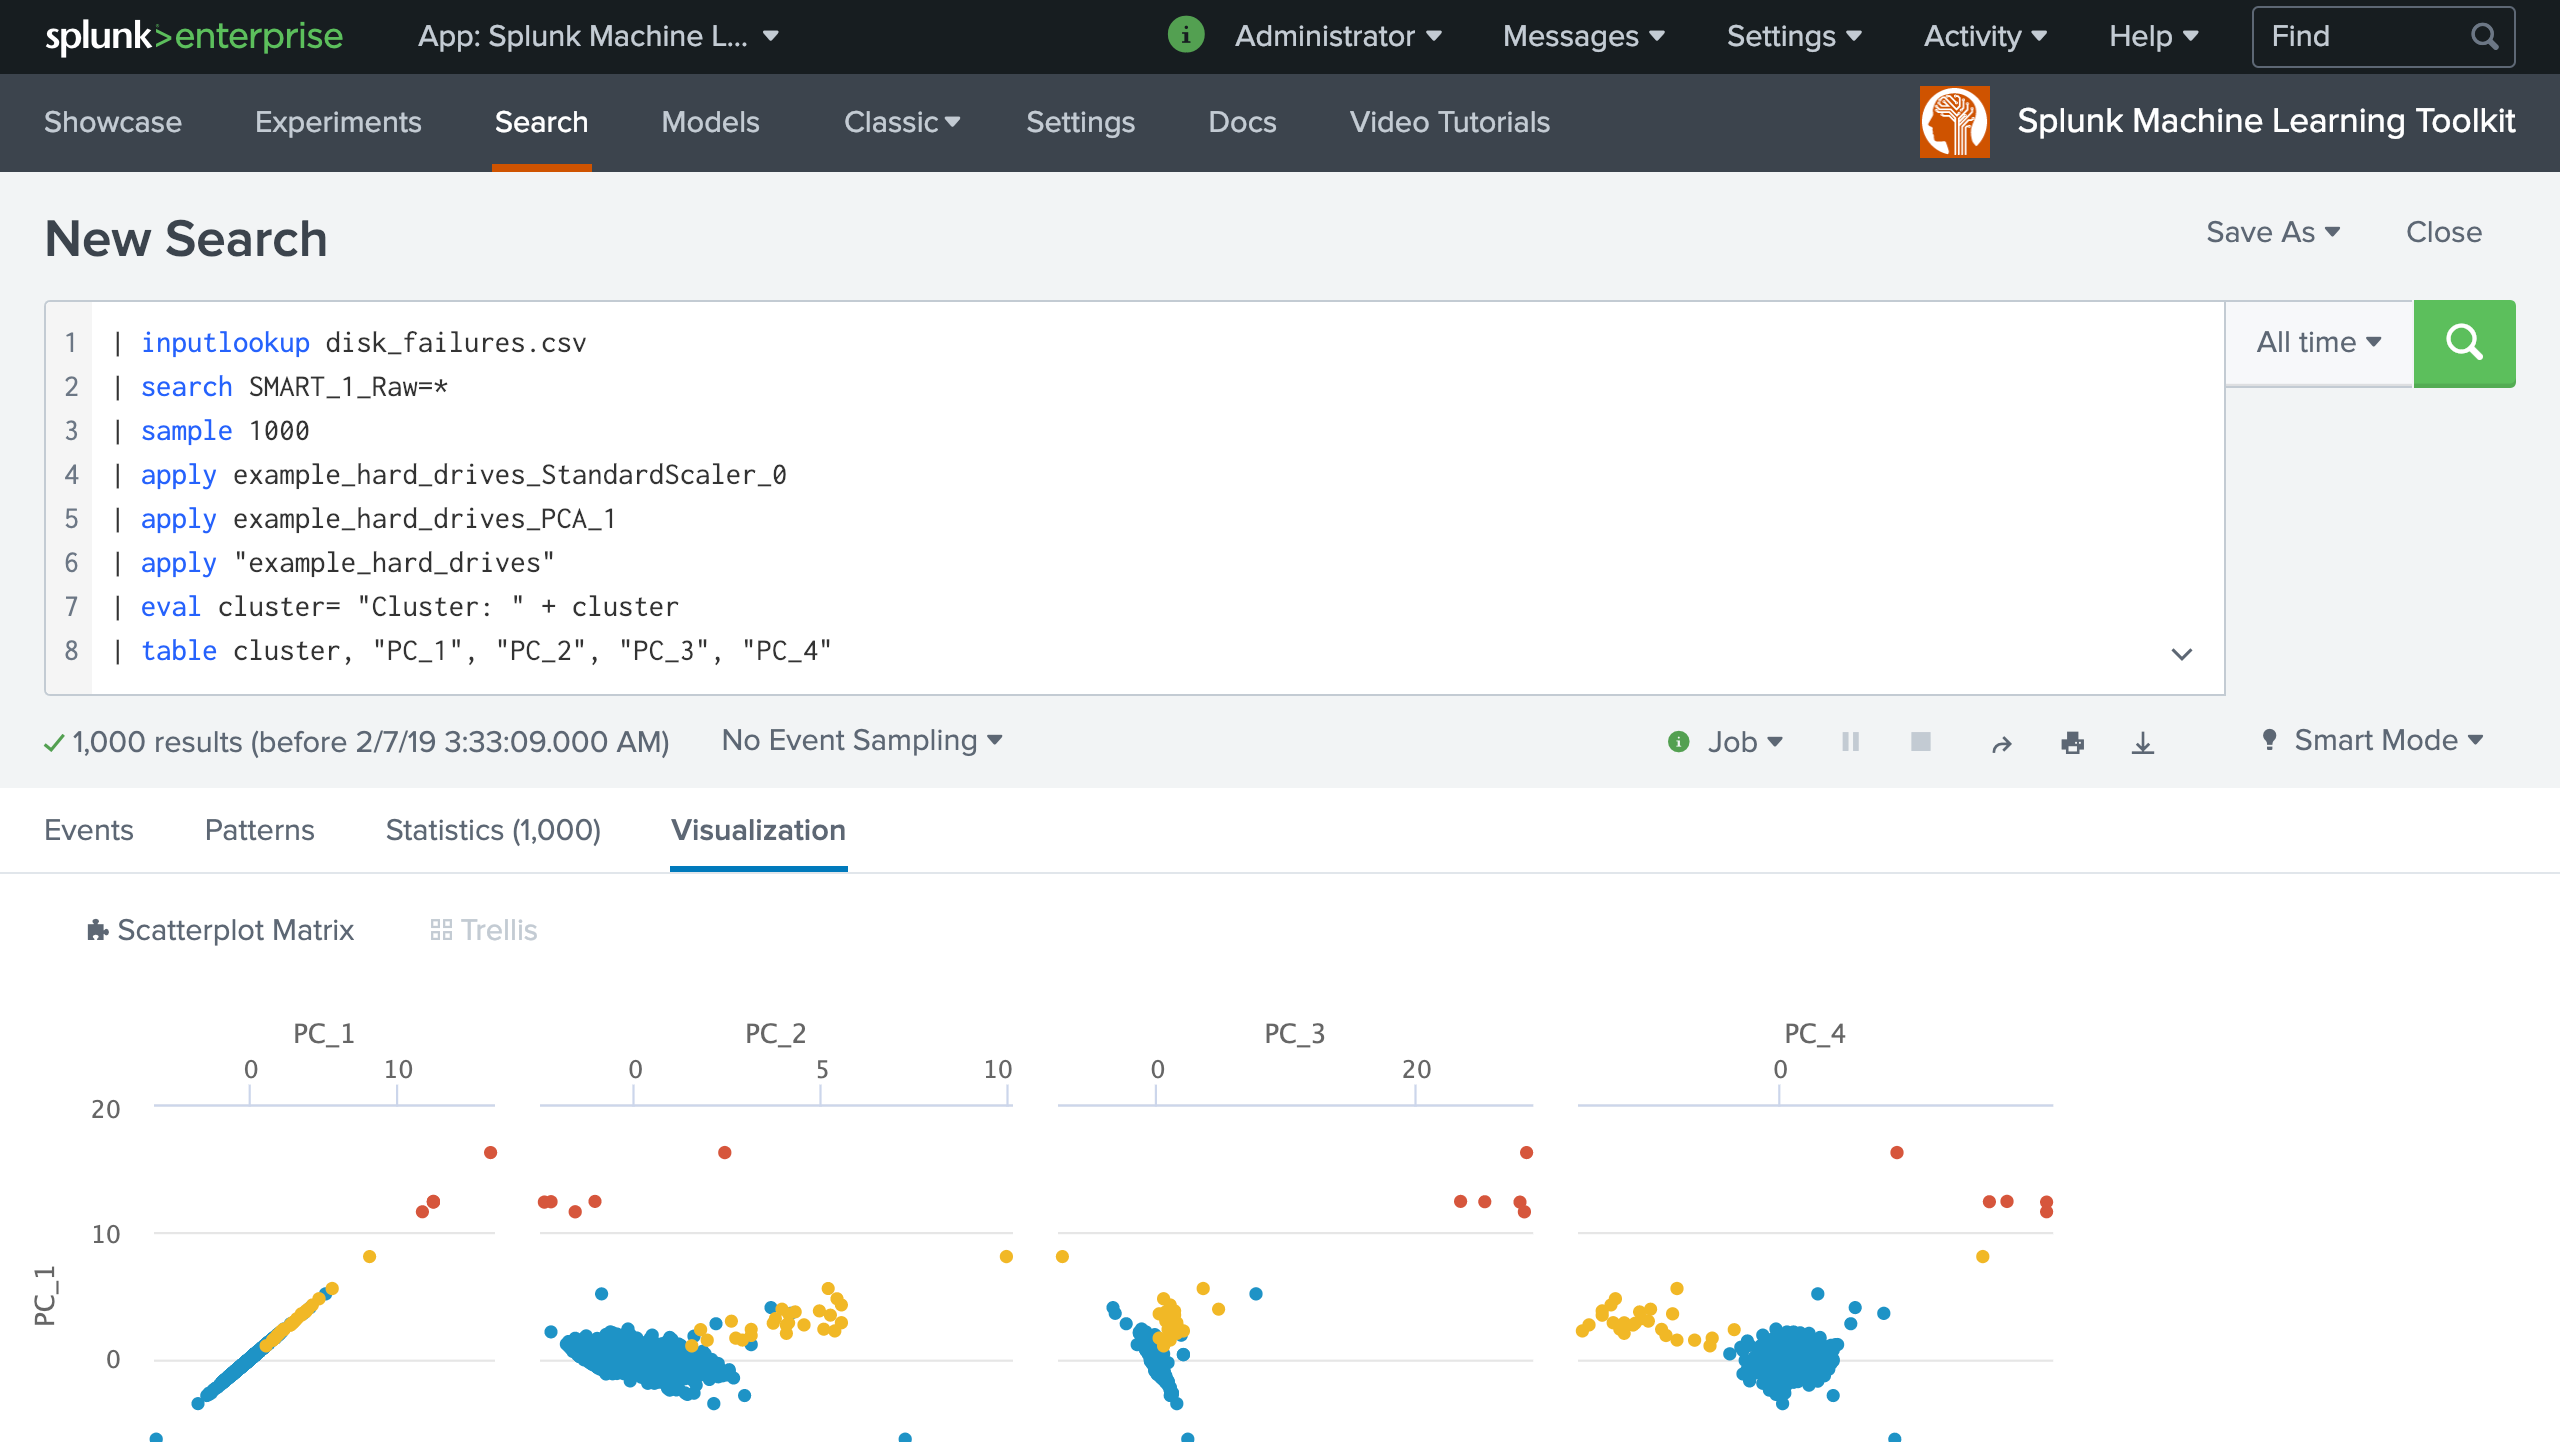 splunk>enterprise App: Splunk Machine L... i Administrator Messages Settings Activity Help Find
Showcase Experiments Search Models Classic Settings Docs Video Tutorials Splunk Machine Learning Toolkit
New Search Save As Close
1 | inputlookup disk_failures.csv All time
2 | search SMART_1_Raw=*
3 | sample 1000
4 | apply example_hard_drives_StandardScaler_0
5 | apply example_hard_drives_PCA_1
6 | apply "example_hard_drives"
7 | eval cluster= "Cluster: " + cluster
8 | table cluster, "PC_1", "PC_2", "PC_3", "PC_4"
1,000 results (before 2/7/19 3:33:09.000 AM) No Event Sampling i Job Smart Mode
Events Patterns Statistics (1,000) Visualization
Scatterplot Matrix Trellis
PC_1 PC_2 PC_3 PC_4
0 10 0 5 10 0 20 0
20
10
PC_1
0